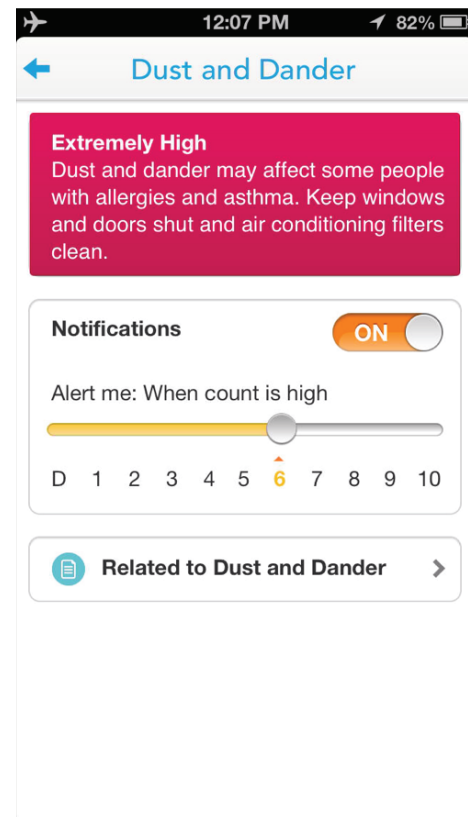 12:07 PM 82%
Dust and Dander
Extremely High
Dust and dander may affect some people
with allergies and asthma. Keep windows
and doors shut and air conditioning filters
clean.
Notifications ON
Alert me: When count is high
D 1 2 3 4 5 6 7 8 9 10
Related to Dust and Dander